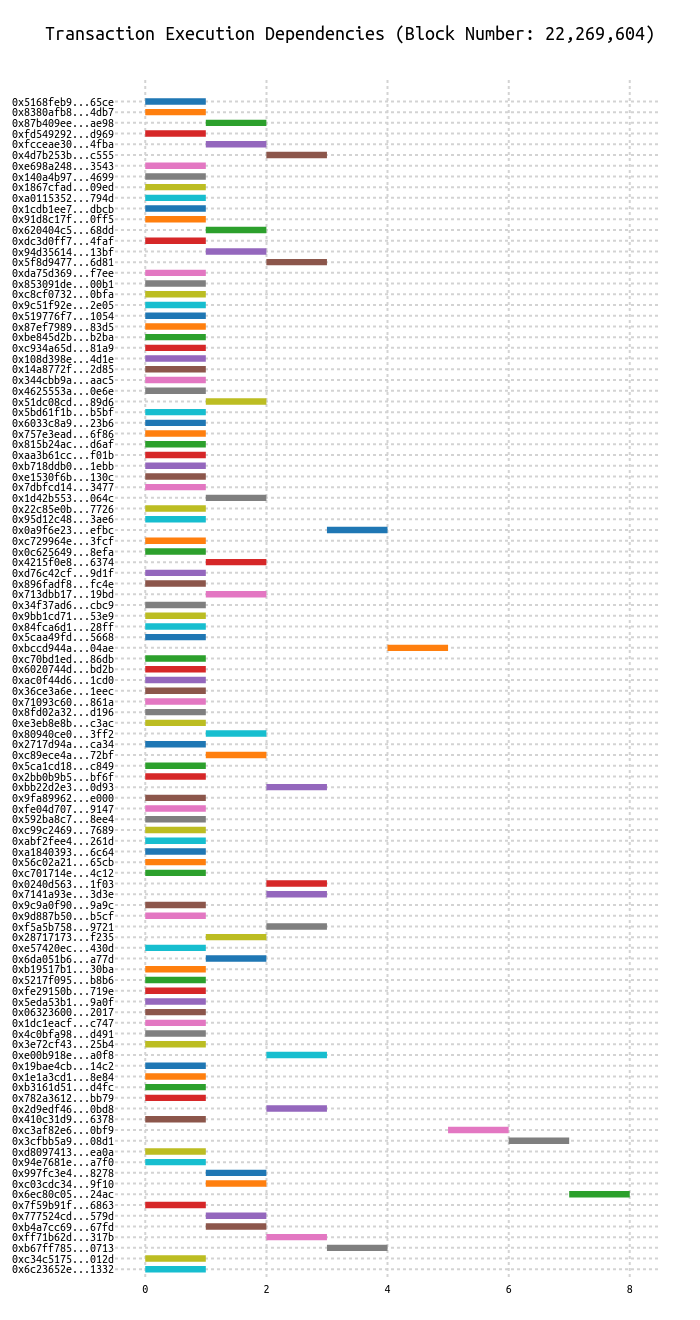 Transaction Execution Dependencies (Block Number: 22,269,604)
0x5168feb9...65ce
0x8380afb8...4db7
0x87b409ee...ae98
0xfd549292...d969
0xfcceae30...4fba
0x4d7b253b...c555
0xe698a248...3543
0x140a4b97...4699
0x1867cfad...09ed
0xa0115352...794d
0x1cdb1ee7...dbcb
0x91d8c17f...0ff5
0x620404c5...68dd
0xdc3d0ff7...4faf
0x94d35614...13bf
0x5f8d9477...6d81
0xda75d369...f7ee
0x853091de...00b1
0xc8cf0732...0bfa
0x9c51f92e...2e05
0x519776f7...1054
0x87ef7989...83d5
0xbe845d2b...b2ba
0xc934a65d...81a9
0x108d398e...4d1e
0x14a8772f...2d85
0x344cbb9a...aac5
0x4625553a...0e6e
0x51dc08cd...89d6
0x5bd61f1b...b5bf
0x6033c8a9...23b6
0x757e3ead...6f86
0x815b24ac...d6af
0xaa3b61cc...f01b
0xb718ddb0...1ebb
0xe1530f6b...130c
0x7dbfcd14...3477
0x1d42b553...064c
0x22c85e0b...7726
0x95d12c48...3ae6
0x0a9f6e23...efbc
0xc729964e...3fcf
0x0c625649...8efa
0x4215f0e8...6374
0xd76c42cf...9d1f
0x896fadf8...fc4e
0x713dbb17...19bd
0x34f37ad6...cbc9
0x9bb1cd71...53e9
0x84fca6d1...28ff
0x5caa49fd...5668
0xbccd944a...04ae
0xc70bd1ed...86db
0x6020744d...bd2b
0xac0f44d6...1cd0
0x36ce3a6e...1eec
0x71093c60...861a
0x8fd02a32...d196
0xe3eb8e8b...c3ac
0x80940ce0...3ff2
0x2717d94a...ca34
0xc89ece4a...72bf
0x5ca1cd18...c849
0x2bb0b9b5...bf6f
0xbb22d2e3...0d93
0x9fa89962...e000
0xfe04d707...9147
0x592ba8c7...8ee4
0xc99c2469...7689
0xabf2fee4...261d
0xa1840393...6c64
0x56c02a21...65cb
0xc701714e...4c12
0x0240d563...1f03
0x7141a93e...3d3e
0x9c9a0f90...9a9c
0x9d887b50...b5cf
0xf5a5b758...9721
0x28717173...f235
0xe57420ec...430d
0x6da051b6...a77d
0xb19517b1...30ba
0x5217f095...b8b6
0xfe29150b...719e
0x5eda53b1...9a0f
0x06323600...2017
0x1dc1eacf...c747
0x4c0bfa98...d491
0x3e72cf43...25b4
0xe00b918e...a0f8
0x19bae4cb...14c2
0x1e1a3cd1...8e84
0xb3161d51...d4fc
0x782a3612...bb79
0x2d9edf46...0bd8
0x410c31d9...6378
0xc3af82e6...0bf9
0x3cfbb5a9...08d1
0xd8097413...ea0a
0x94e7681e...a7f0
0x997fc3e4...8278
0xc03cdc34...9f10
0x6ec80c05...24ac
0x7f59b91f...6863
0x777524cd...579d
0xb4a7cc69...67fd
0xff71b62d...317b
0xb67ff785...0713
0xc34c5175...012d
0x6c23652e...1332
0 2 4 6 8